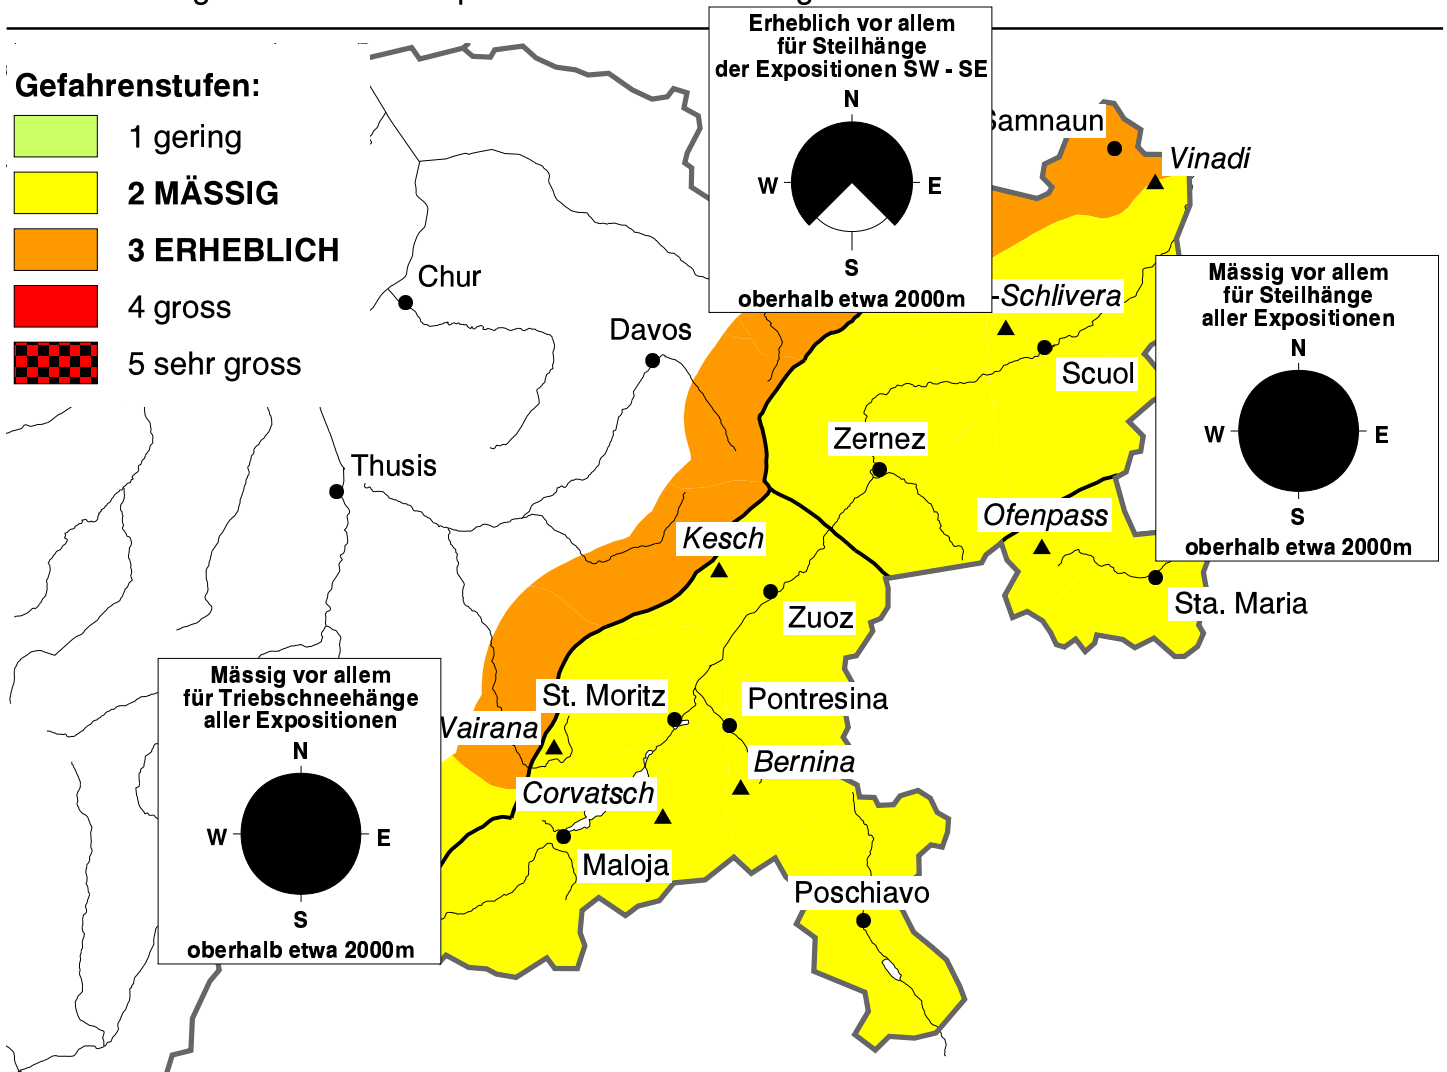 Gefahrenstufen:
1 gering
2 MÄSSIG
3 ERHEBLICH
4 gross
5 sehr gross
Erheblich vor allem
für Steilhänge
der Expositionen SW - SE
N
W
E
S
oberhalb etwa 2000m
Samnaun
Vinadi
Mässig vor allem
für Steilhänge
aller Expositionen
N
W
E
S
oberhalb etwa 2000m
Chur
-Schlivera
Davos
Scuol
Zernez
Thusis
Ofenpass
Kesch
Zuoz
Sta. Maria
Mässig vor allem
für Triebschneehänge
aller Expositionen
N
W
E
S
oberhalb etwa 2000m
St. Moritz
Pontresina
Vairana
Bernina
Corvatsch
Maloja
Poschiavo